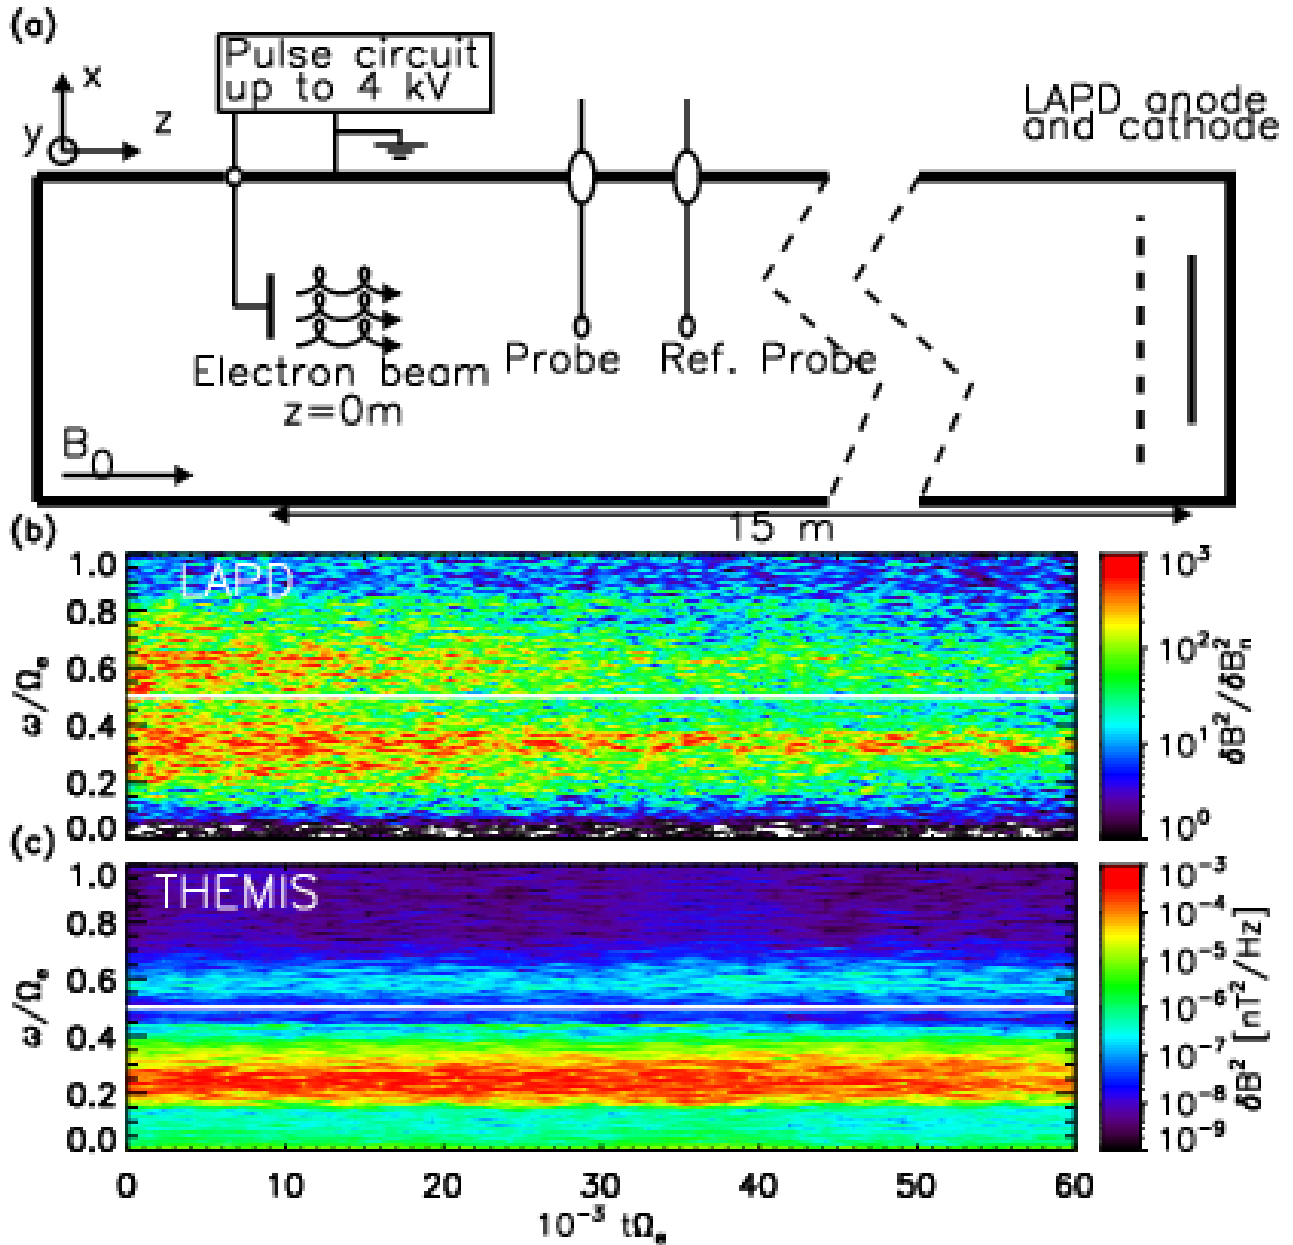 (a)
Pulse circuit
up to 4 kV
x
y
z
LAPD anode
and cathode
Probe
Ref. Probe
Electron beam
z=0m
B₀
15 m
(b)
LAPD
1.0
0.8
0.6
0.4
0.2
0.0
ω/Ωₑ
10³
10²
10¹
10⁰
δB²/δBₙ²
(c)
THEMIS
1.0
0.8
0.6
0.4
0.2
0.0
ω/Ωₑ
10⁻³
10⁻⁴
10⁻⁵
10⁻⁶
10⁻⁷
10⁻⁸
10⁻⁹
δB² [nT²/Hz]
0 10 20 30 40 50 60
10⁻³ tΩₑ